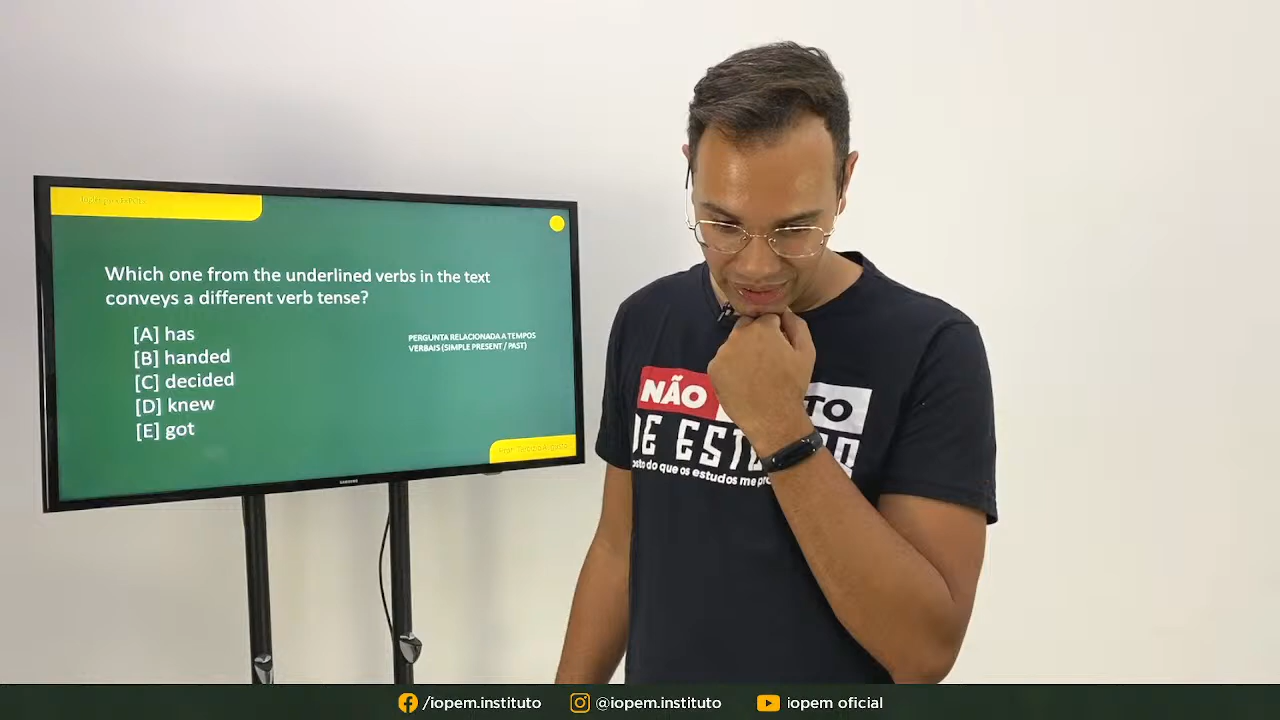 Which one from the underlined verbs in the text
conveys a different verb tense?
[A] has
[B] handed
[C] decided
[D] knew
[E] got
PERGUNTA RELACIONADA A TEMPOS
VERBAIS (SIMPLE PRESENT / PAST)
SAMSUNG
NÃO
TO
DE
osto do que os estudos me
/iopem.instituto
@iopem.instituto
iopem oficial